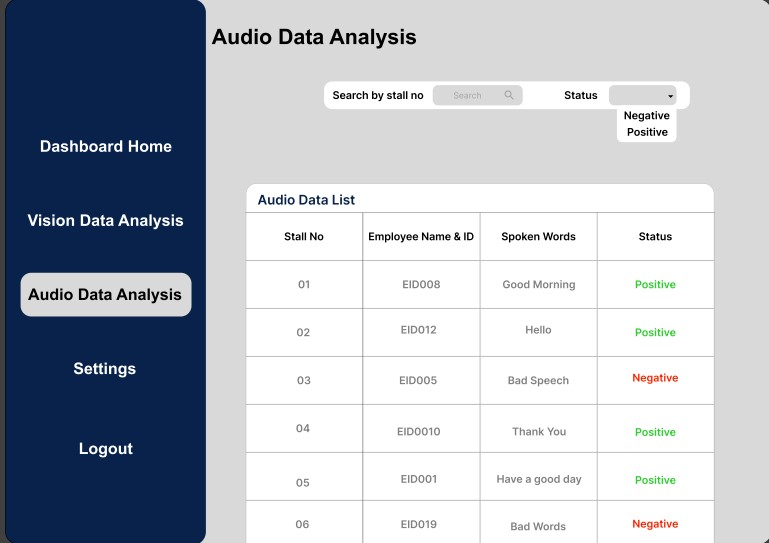 Audio Data Analysis
Search by stall no Search Status
Negative
Positive
Dashboard Home
Vision Data Analysis
Audio Data Analysis
Settings
Logout
Audio Data List
Stall No Employee Name & ID Spoken Words Status
01 EID008 Good Morning Positive
02 EID012 Hello Positive
03 EID005 Bad Speech Negative
04 EID0010 Thank You Positive
05 EID001 Have a good day Positive
06 EID019 Bad Words Negative